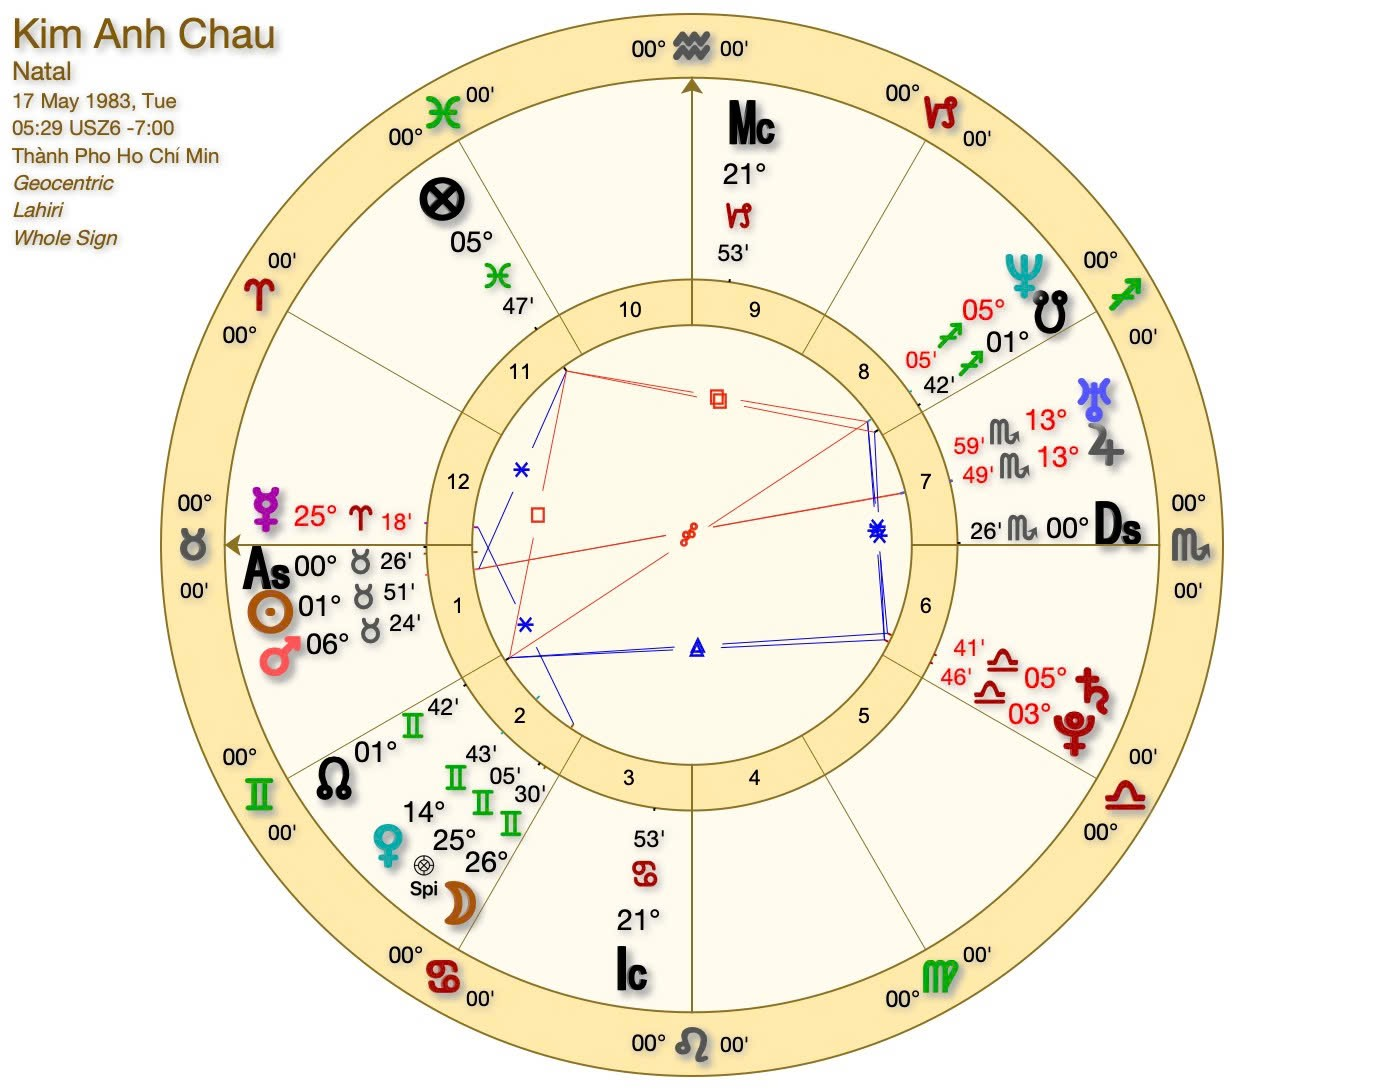 Kim Anh Chau
Natal
17 May 1983, Tue
05:29 USZ6 -7:00
Thành Pho Ho Chí Min
Geocentric
Lahiri
Whole Sign
00° ♒ 00'
00° ♑ 00'
00° ♐ 00'
00° ♏ 00'
00° ♎ 00'
00° ♍ 00'
00° ♌ 00'
00° ♋ 00'
00° ♊ 00'
00° ♉ 00'
00° ♈ 00'
00° ♓ 00'
Mc 21° ♑ 53'
⊗ 05° ♓ 47'
♆ 05° ♐ 05'
☋ 01° ♐ 42'
♅ 13° ♏ 59'
♃ 13° ♏ 49'
Ds 00° ♏ 26'
♄ 05° ♎ 41'
♇ 03° ♎ 46'
Ic 21° ♋ 53'
☽ 26° ♊ 30'
Spi 25° ♊ 05'
♀ 14° ♊ 43'
☊ 01° ♊ 42'
♂ 06° ♉ 24'
☉ 01° ♉ 51'
As 00° ♉ 26'
☿ 25° ♈ 18'
1
2
3
4
5
6
7
8
9
10
11
12